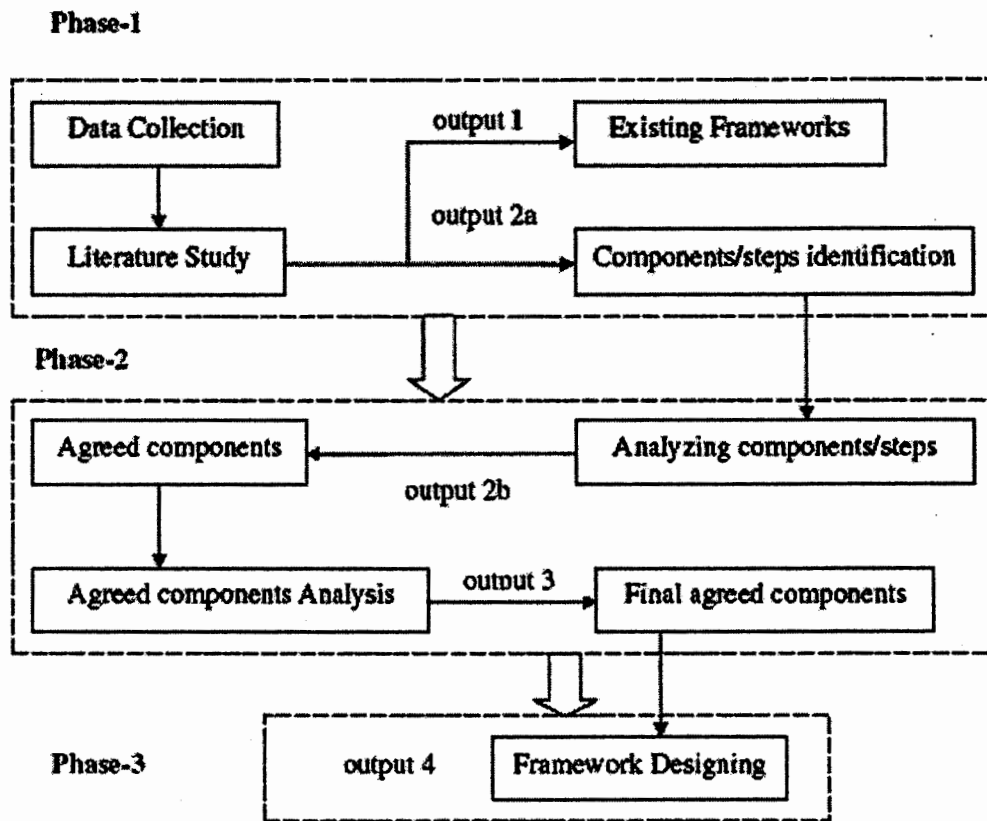 Phase-1
Data Collection
output 1
Existing Frameworks
output 2a
Literature Study
Components/steps identification
Phase-2
Agreed components
Analyzing components/steps
output 2b
Agreed components Analysis
output 3
Final agreed components
Phase-3
output 4
Framework Designing